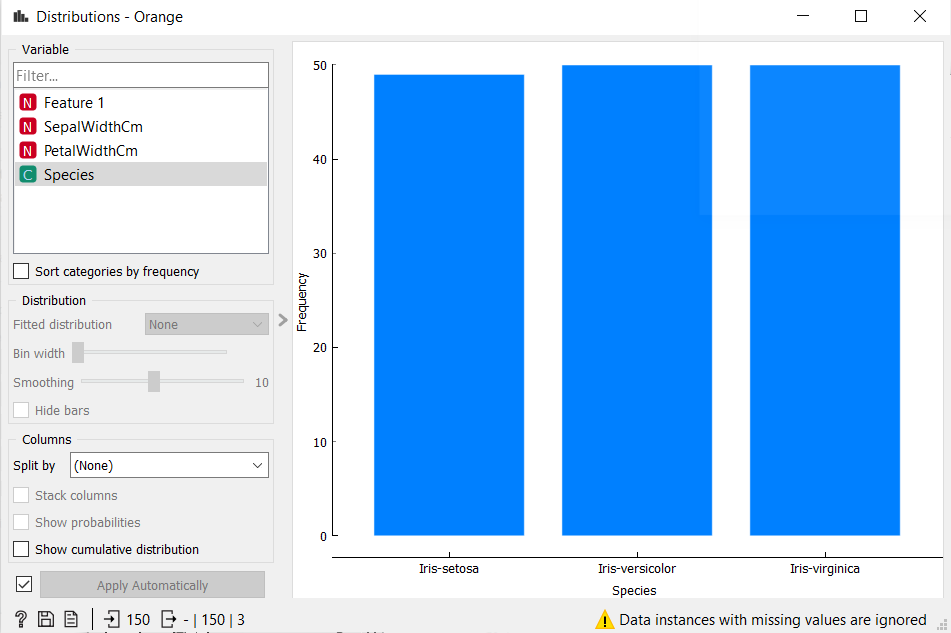 Distributions - Orange
Variable
Filter...
N Feature 1
N SepalWidthCm
N PetalWidthCm
C Species
Sort categories by frequency
Distribution
Fitted distribution None
Bin width
Smoothing 10
Hide bars
Columns
Split by (None)
Stack columns
Show probabilities
Show cumulative distribution
Apply Automatically
? 150 - | 150 | 3
50
40
30
20
10
0
Frequency
Iris-setosa Iris-versicolor Iris-virginica
Species
Data instances with missing values are ignored